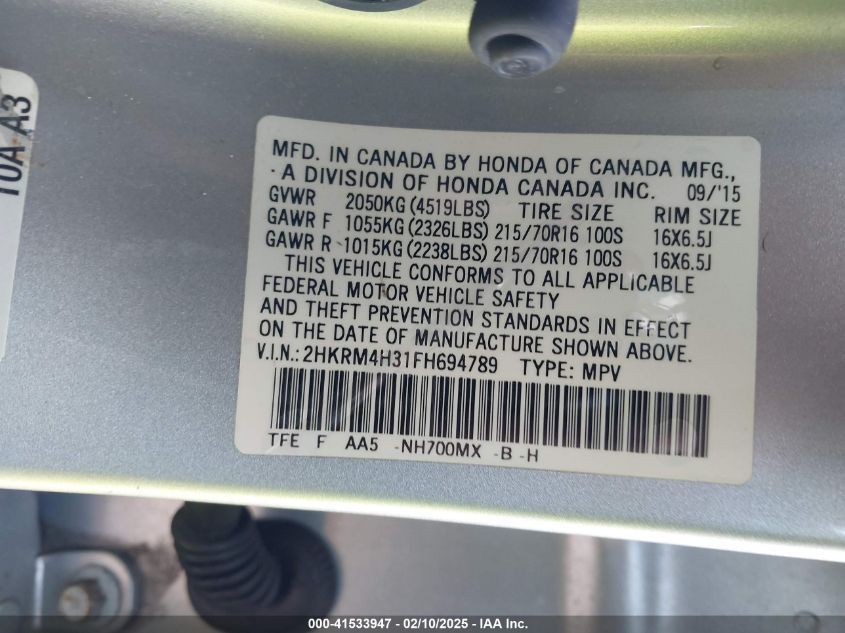 10A A3
MFD. IN CANADA BY HONDA OF CANADA MFG.,
A DIVISION OF HONDA CANADA INC. 09/'15
GVWR 2050KG (4519LBS) TIRE SIZE RIM SIZE
GAWR F 1055KG (2326LBS) 215/70R16 100S 16X6.5J
GAWR R 1015KG (2238LBS) 215/70R16 100S 16X6.5J
THIS VEHICLE CONFORMS TO ALL APPLICABLE
FEDERAL MOTOR VEHICLE SAFETY
AND THEFT PREVENTION STANDARDS IN EFFECT
ON THE DATE OF MANUFACTURE SHOWN ABOVE.
V.I.N.: 2HKRM4H31FH694789 TYPE: MPV
TFE F AA5 -NH700MX -B -H
000-41533947 - 02/10/2025 - IAA Inc.